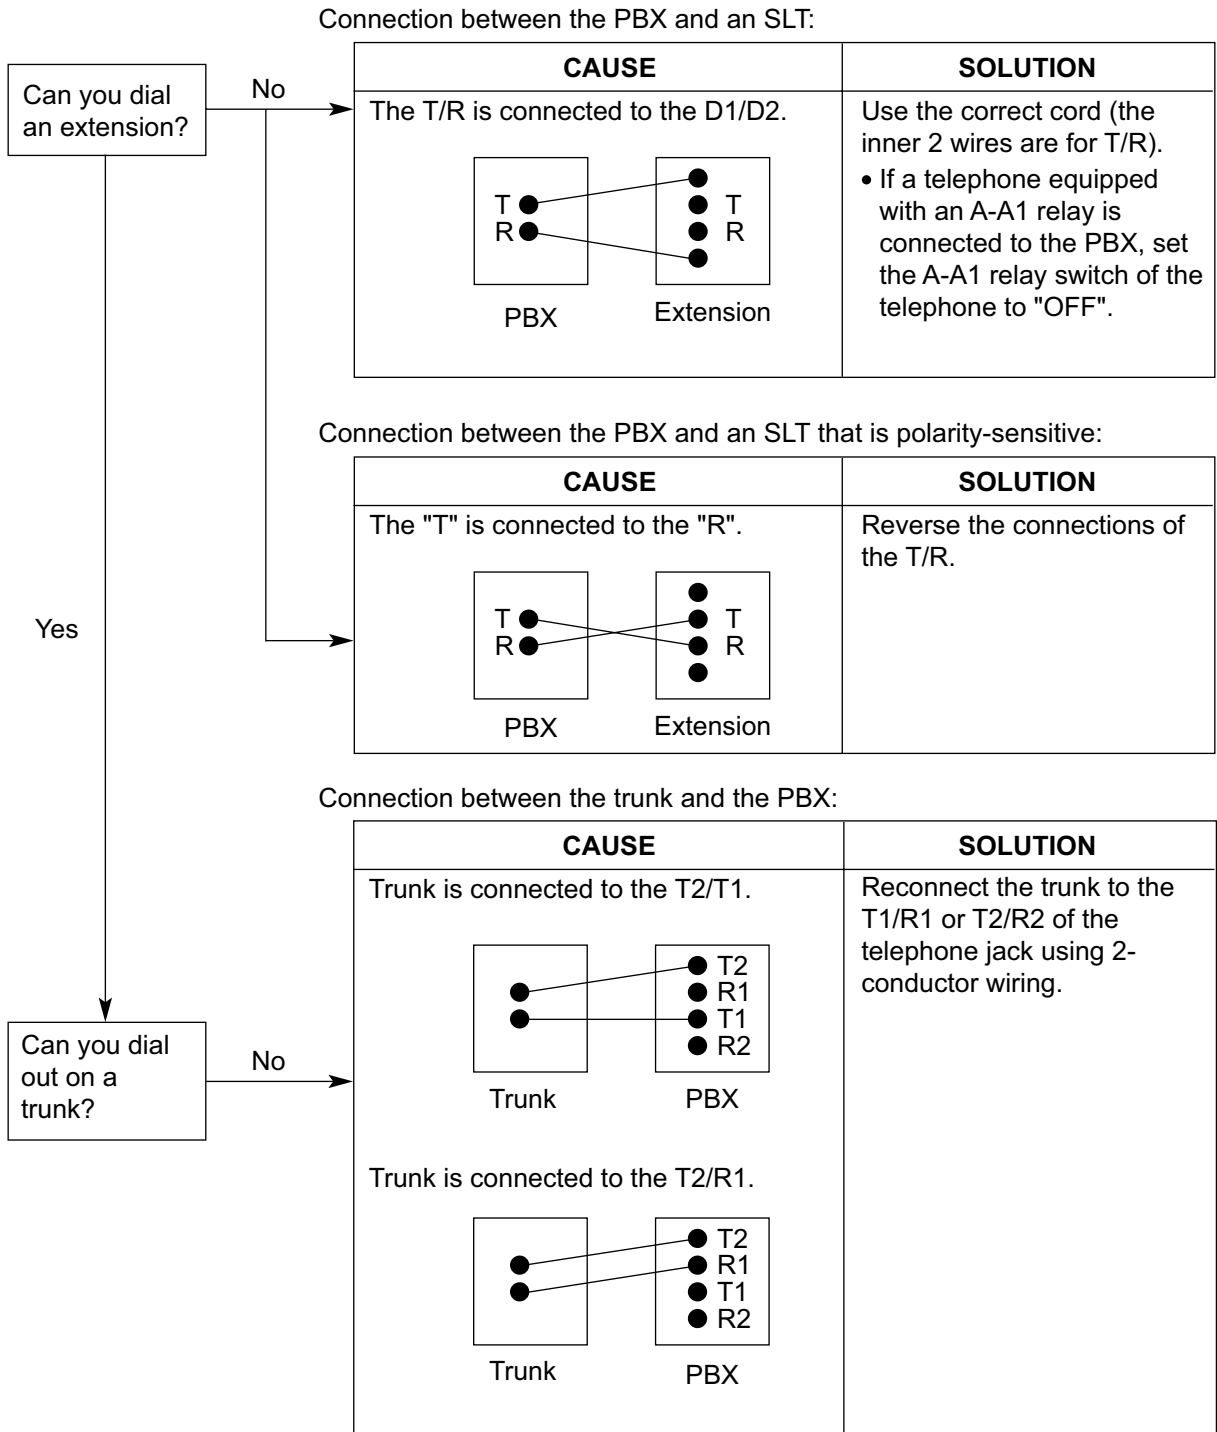 Connection between the PBX and an SLT:
Can you dial
an extension?
No
CAUSE
SOLUTION
The T/R is connected to the D1/D2.
T
R
T
R
PBX
Extension
Use the correct cord (the
inner 2 wires are for T/R).
• If a telephone equipped
with an A-A1 relay is
connected to the PBX, set
the A-A1 relay switch of the
telephone to "OFF".
Connection between the PBX and an SLT that is polarity-sensitive:
CAUSE
SOLUTION
The "T" is connected to the "R".
T
R
T
R
PBX
Extension
Reverse the connections of
the T/R.
Yes
Connection between the trunk and the PBX:
Can you dial
out on a
trunk?
No
CAUSE
SOLUTION
Trunk is connected to the T2/T1.
T2
R1
T1
R2
Trunk
PBX
Trunk is connected to the T2/R1.
T2
R1
T1
R2
Trunk
PBX
Reconnect the trunk to the
T1/R1 or T2/R2 of the
telephone jack using 2-
conductor wiring.